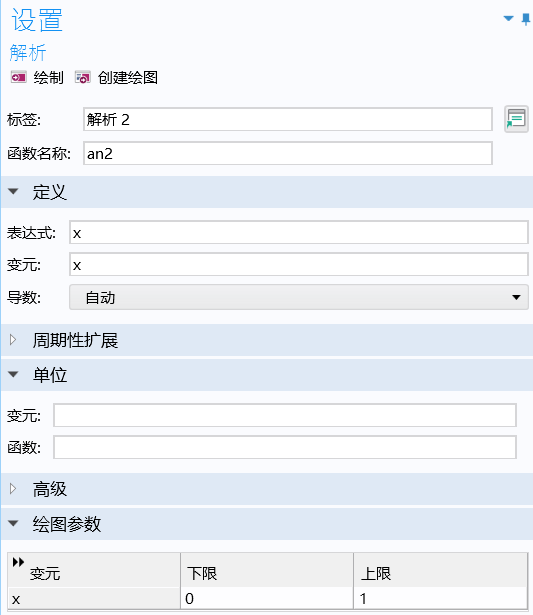 设置
解析
绘制 创建绘图
标签: 解析 2
函数名称: an2
定义
表达式: x
变元: x
导数: 自动
周期性扩展
单位
变元:
函数:
高级
绘图参数
变元 下限 上限
x 0 1